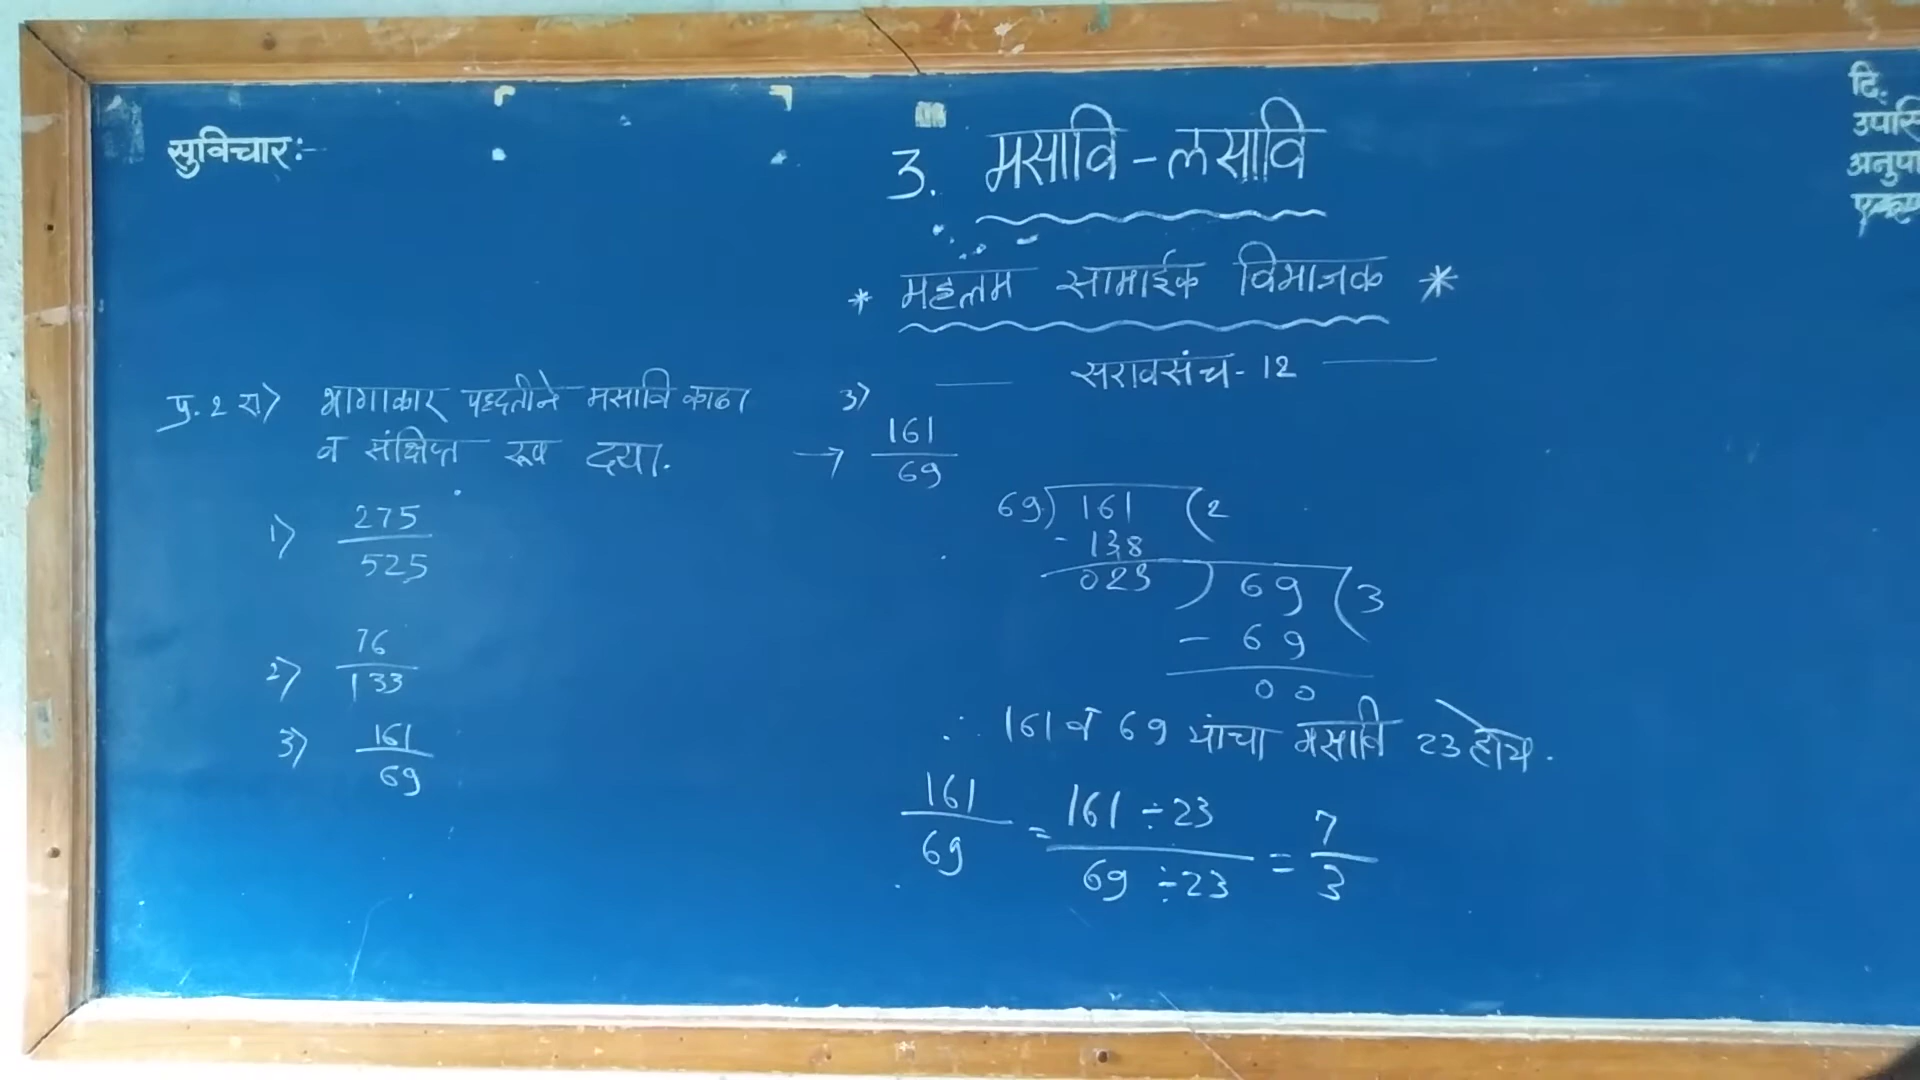 सुविचार:-
3. मसावि - लसावि
* महत्तम सामाईक विभाजक *
सरावसंच - 12
प्र. 2 रा) भागाकार पद्धतीने मसावि काढा
व संक्षिप्त रूप द्या.
1) 275/525
2) 76/133
3) 161/69
3)
→ 161/69
69) 161 (2
- 138
023) 69 (3
- 69
00
∴ 161 व 69 यांचा मसावि 23 होय.
161/69 = 161 ÷ 23 / 69 ÷ 23 = 7/3
दि.